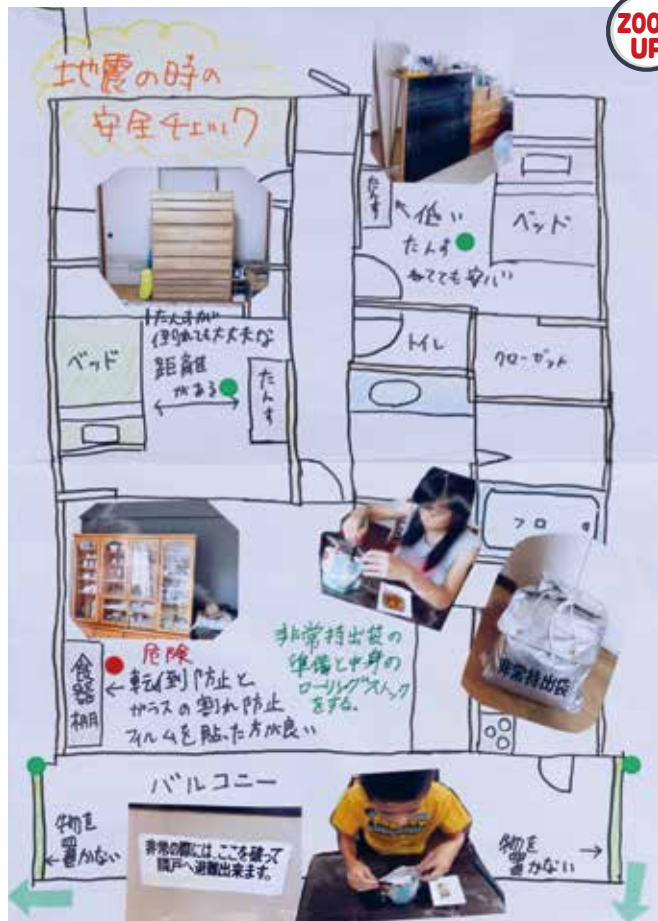 ZOOM
UP
地震の時の
安全チェック
たんす
←低い
たんす
ねてても安心
ベッド
たんすが
倒れても大丈夫な
距離
がある
ベッド
たんす
トイレ
クローゼット
フロ
危険
食器棚
←転倒防止と
ガラスの割れ防止
フィルムを貼った方が良い
非常持出袋の
準備と中身の
ローリングストック
をする。
非常持出袋
バルコニー
物を
置かない
非常の際には、ここを破って
隣戸へ避難出来ます。
物を
置かない